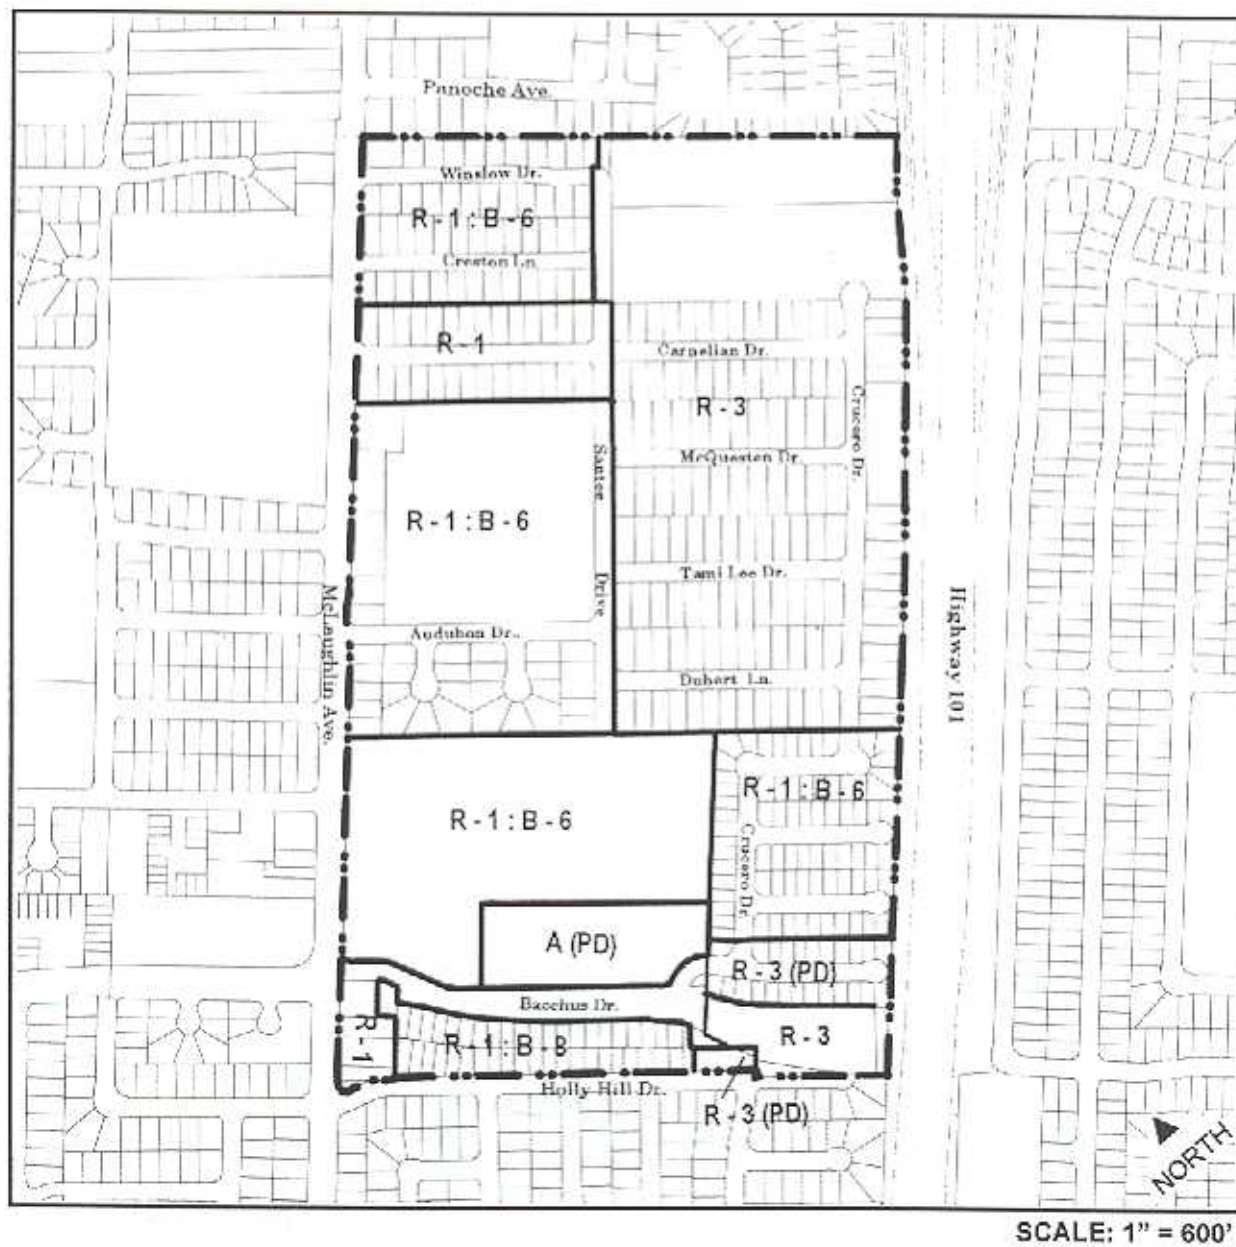 Panoche Ave.
Winslow Dr.
R - 1 : B - 6
Creston Ln
R - 1
Carnelian Dr.
R - 3
Crucero Dr.
McQuesten Dr.
Santee Drive
R - 1 : B - 6
Tami Lee Dr.
Audubon Dr..
McLaughlin Ave.
Highway 101
Dubert Ln.
R - 1 : B - 6
R - 1 : B - 6
Crucero Dr.
A (PD)
R - 3 (PD)
Bacchus Dr.
R - 1
R - 1 : B - 8
R - 3
Holly Hill Dr.
R - 3 (PD)
NORTH
SCALE: 1" = 600'